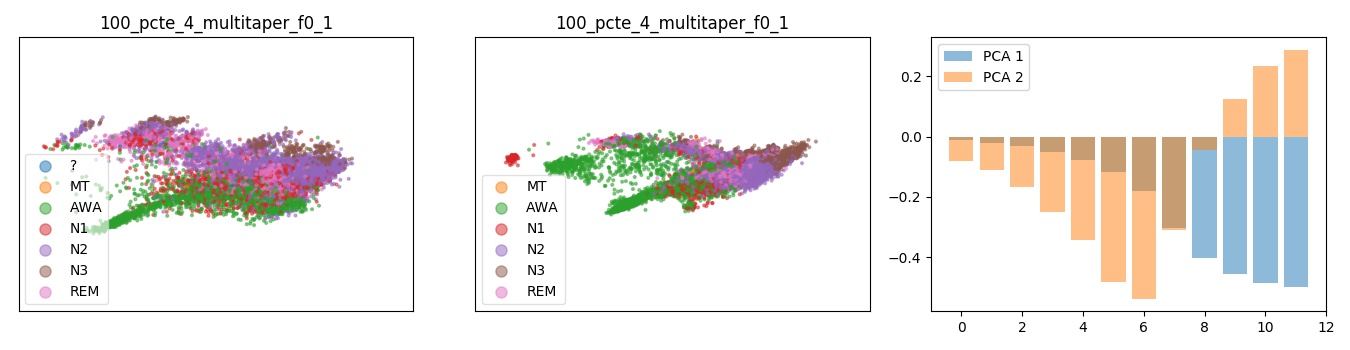 100_pcte_4_multitaper_f0_1
?
MT
AWA
N1
N2
N3
REM
100_pcte_4_multitaper_f0_1
MT
AWA
N1
N2
N3
REM
PCA 1
PCA 2
0.2
0.0
−0.2
−0.4
0 2 4 6 8 10 12